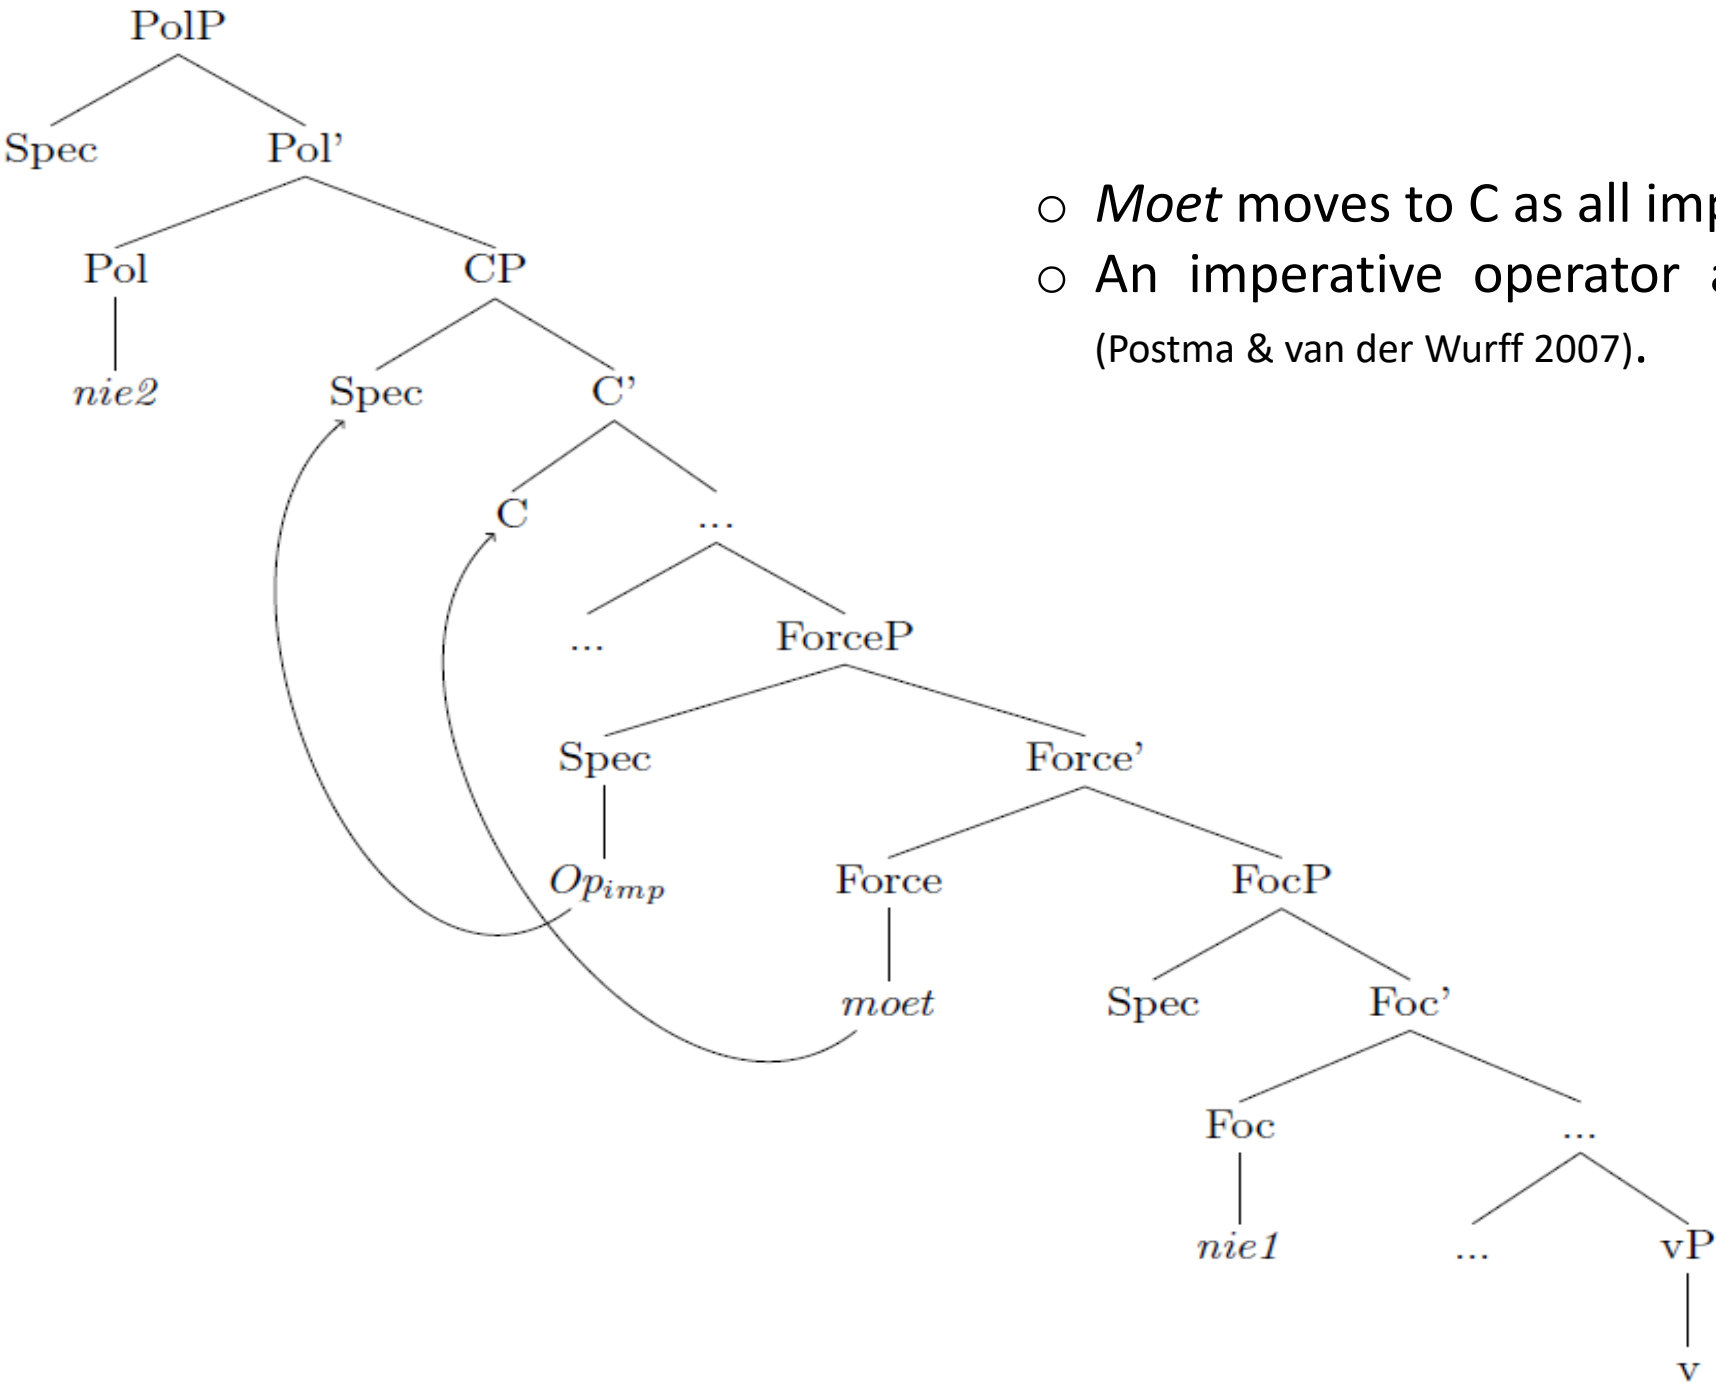 PolP
Spec Pol’
Moet moves to C as all
An imperative operator
Pol CP
(Postma & van der Wurff 2007).
nie2 Spec C’
C ...
... ForceP
Spec Force’
Opimp Force FocP
moet Spec Foc’
Foc ...
nie1 ... vP
v